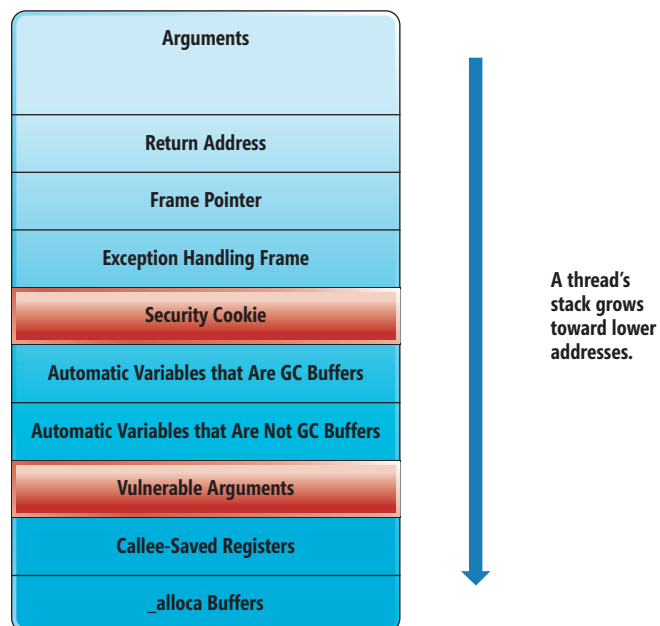 Arguments
Return Address
Frame Pointer
Exception Handling Frame
Security Cookie
Automatic Variables that Are GC Buffers
Automatic Variables that Are Not GC Buffers
Vulnerable Arguments
Callee-Saved Registers
_alloca Buffers
A thread’s
stack grows
toward lower
addresses.